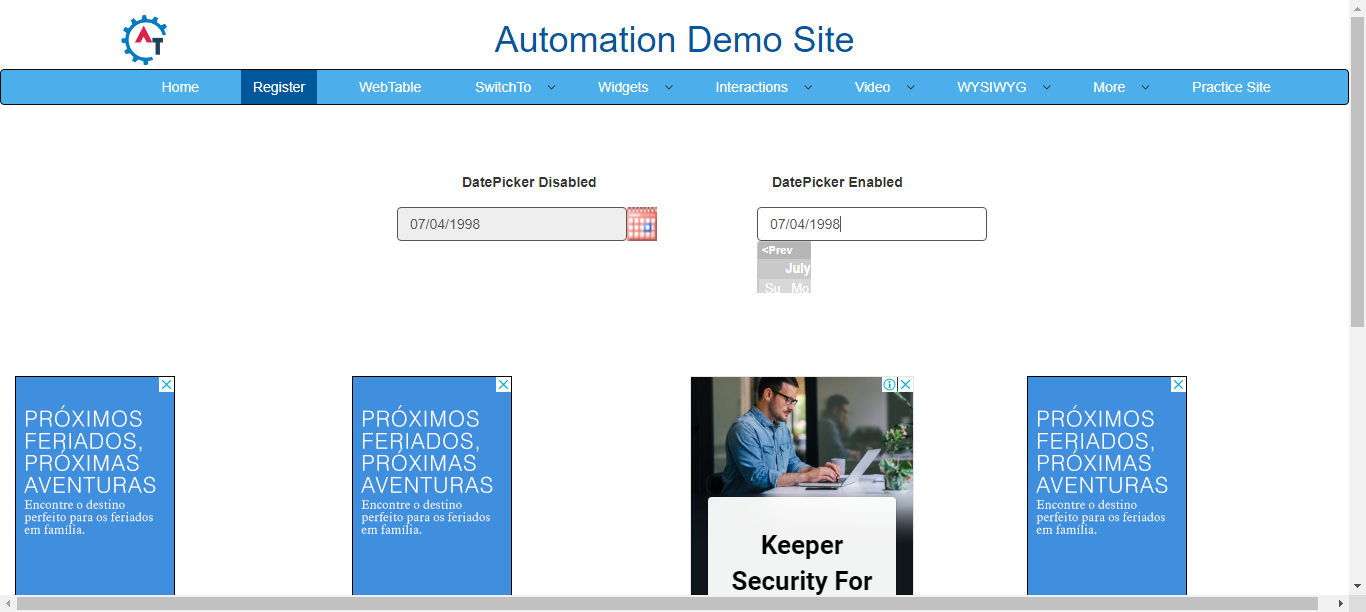 AT
Automation Demo Site
Home Register WebTable SwitchTo Widgets Interactions Video WYSIWYG More Practice Site
DatePicker Disabled
DatePicker Enabled
07/04/1998
07/04/1998
<Prev
July
Su Mo
PRÓXIMOS
FERIADOS,
PRÓXIMAS
AVENTURAS
Encontre o destino
perfeito para os feriados
em família.
PRÓXIMOS
FERIADOS,
PRÓXIMAS
AVENTURAS
Encontre o destino
perfeito para os feriados
em família.
Keeper
Security For
PRÓXIMOS
FERIADOS,
PRÓXIMAS
AVENTURAS
Encontre o destino
perfeito para os feriados
em família.